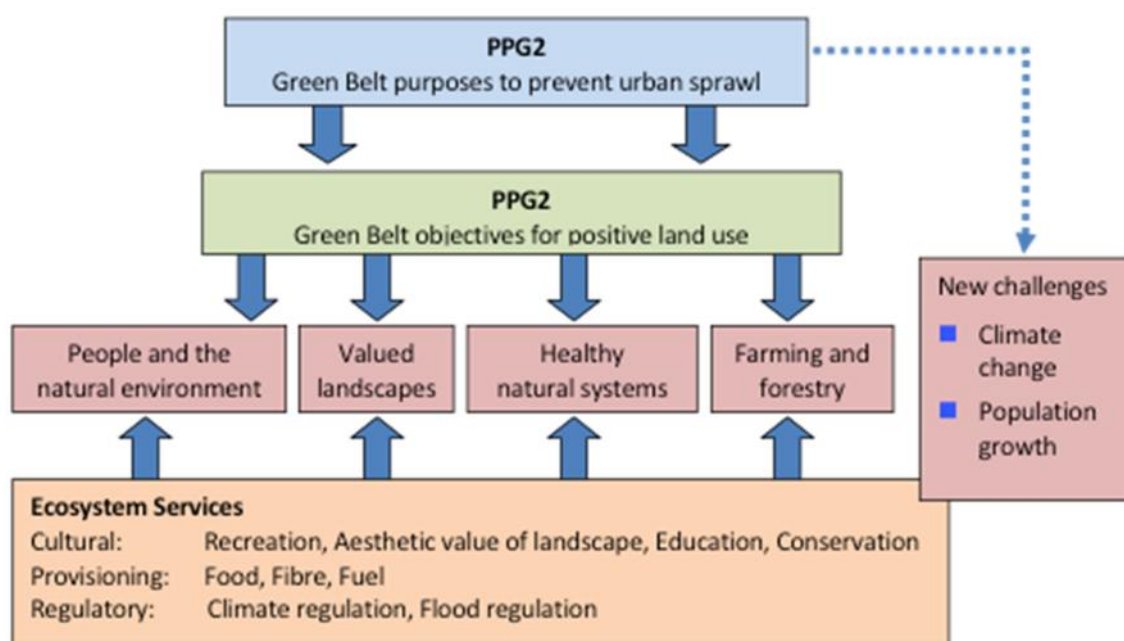 PPG2
Green Belt purposes to prevent urban sprawl
PPG2
Green Belt objectives for positive land use
People and the
natural environment
Valued
landscapes
Healthy
natural systems
Farming and
forestry
New challenges
Climate
change
Population
growth
Ecosystem Services
Cultural: Recreation, Aesthetic value of landscape, Education, Conservation
Provisioning: Food, Fibre, Fuel
Regulatory: Climate regulation, Flood regulation